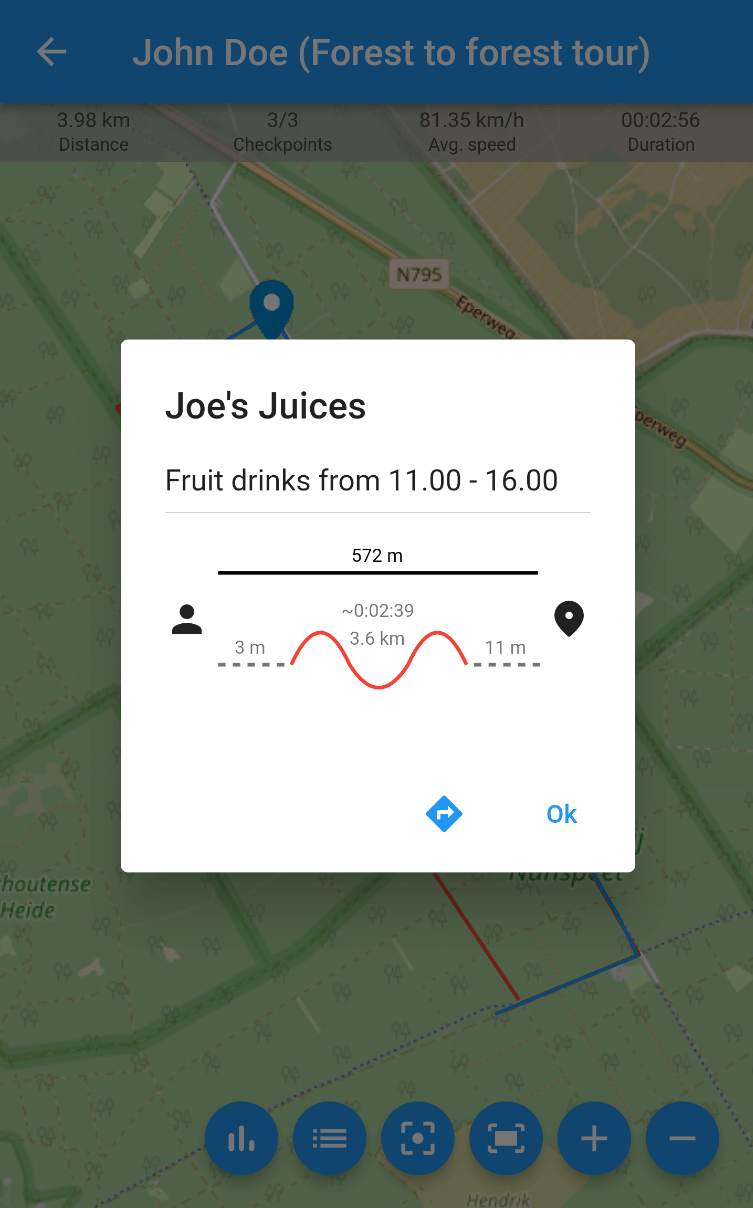 John Doe (Forest to forest tour)
3.98 km 3/3 81.35 km/h 00:02:56
Distance Checkpoints Avg. speed Duration
N795
Eperweg
Eperweg
Joe's Juices
Fruit drinks from 11.00 - 16.00
572 m
~0:02:39
3 m 3.6 km 11 m
Ok
Nunspeet
houtense
Heide
Hendrik